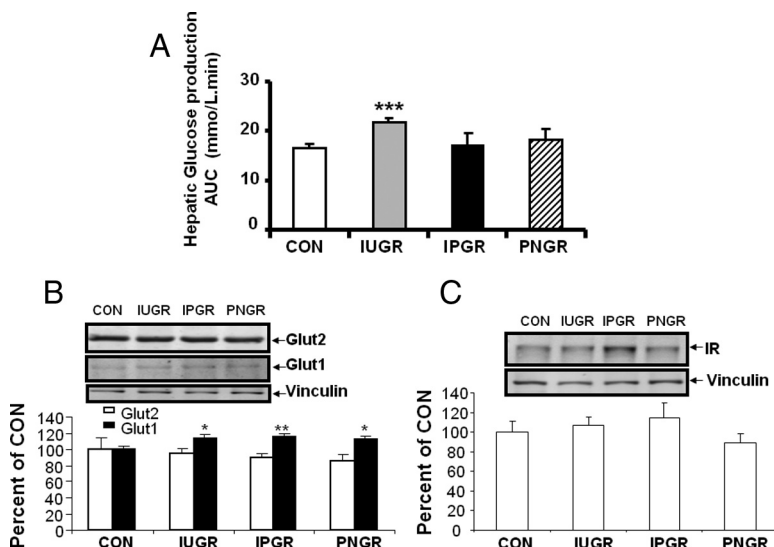 A
Hepatic Glucose production
AUC (mmo/L.min)
30
20
10
0
***
CON IUGR IPGR PNGR
B
CON IUGR IPGR PNGR
Glut2
Glut1
Vinculin
Percent of CON
140
120
100
80
60
40
20
0
Glut2
Glut1
* ** *
CON IUGR IPGR PNGR
C
CON IUGR IPGR PNGR
IR
Vinculin
Percent of CON
140
120
100
80
60
40
20
0
CON IUGR IPGR PNGR